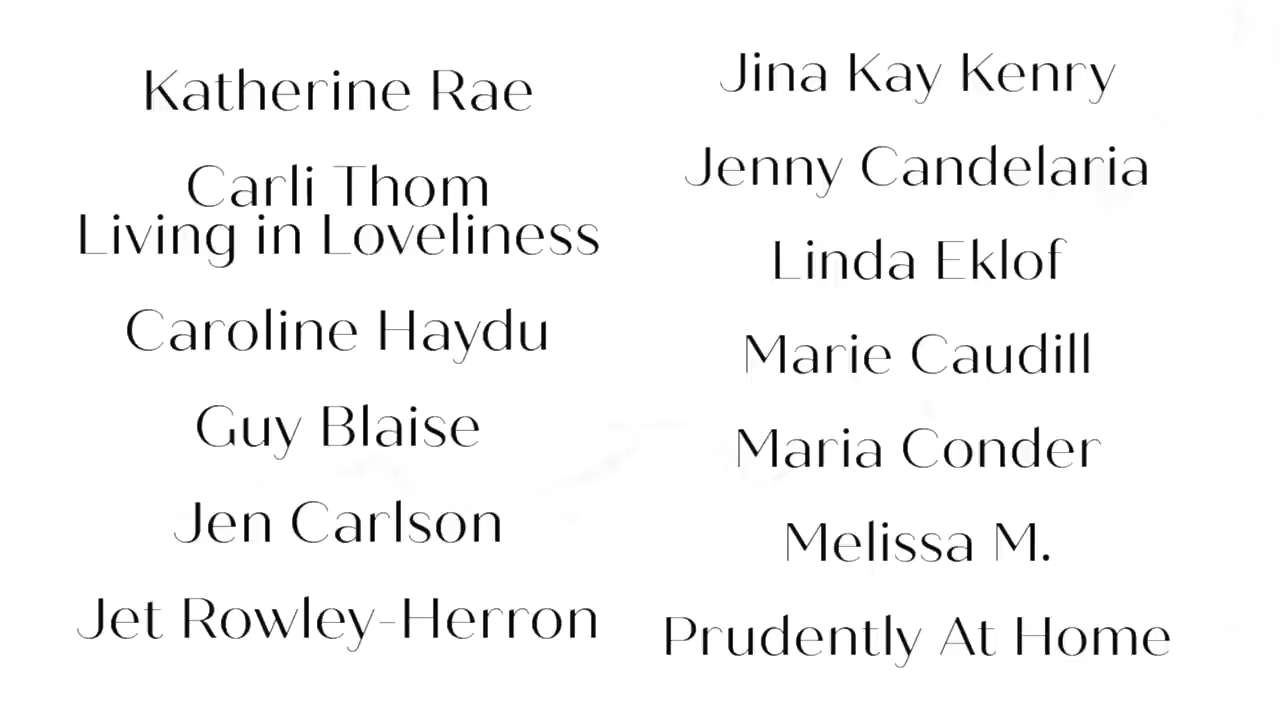 Katherine Rae
Carli Thom
Living in Loveliness
Caroline Haydu
Guy Blaise
Jen Carlson
Jet Rowley-Herron
Jina Kay Kenry
Jenny Candelaria
Linda Eklof
Marie Caudill
Maria Conder
Melissa M.
Prudently At Home